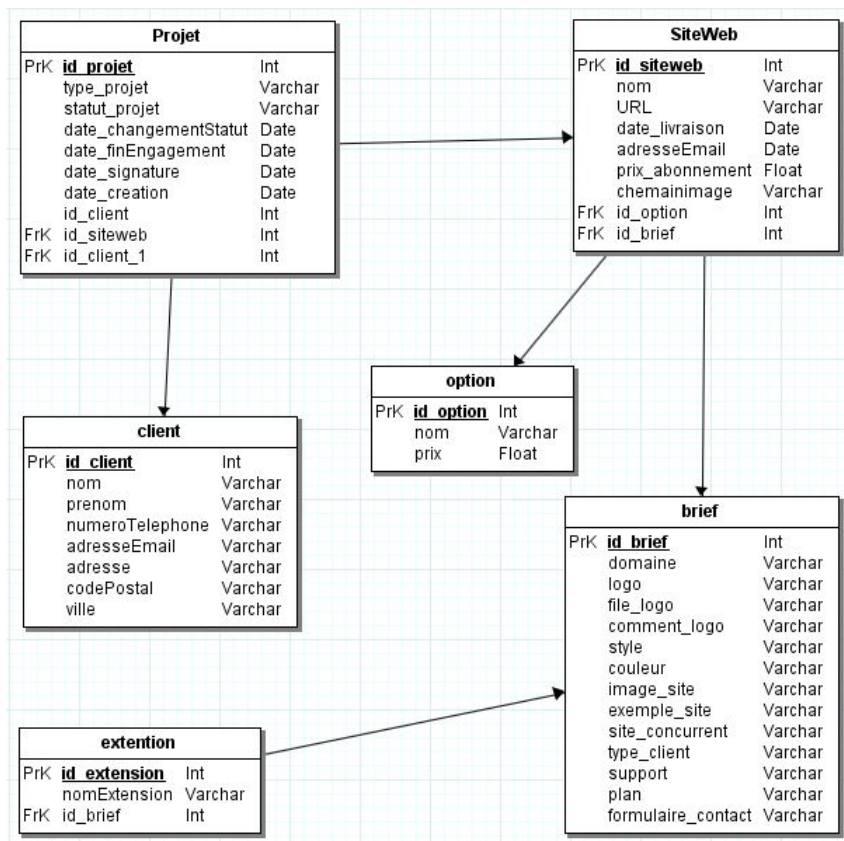 Projet
PrK id_projet Int
type_projet Varchar
statut_projet Varchar
date_changementStatut Date
date_finEngagement Date
date_signature Date
date_creation Date
id_client Int
FrK id_siteweb Int
FrK id_client_1 Int
SiteWeb
PrK id_siteweb Int
nom Varchar
URL Varchar
date_livraison Date
adresseEmail Date
prix_abonnement Float
chemainimage Varchar
FrK id_option Int
FrK id_brief Int
option
PrK id_option Int
nom Varchar
prix Float
client
PrK id_client Int
nom Varchar
prenom Varchar
numeroTelephone Varchar
adresseEmail Varchar
adresse Varchar
codePostal Varchar
ville Varchar
brief
PrK id_brief Int
domaine Varchar
logo Varchar
file_logo Varchar
comment_logo Varchar
style Varchar
couleur Varchar
image_site Varchar
exemple_site Varchar
site_concurrent Varchar
type_client Varchar
support Varchar
plan Varchar
formulaire_contact Varchar
extention
PrK id_extension Int
nomExtension Varchar
FrK id_brief Int